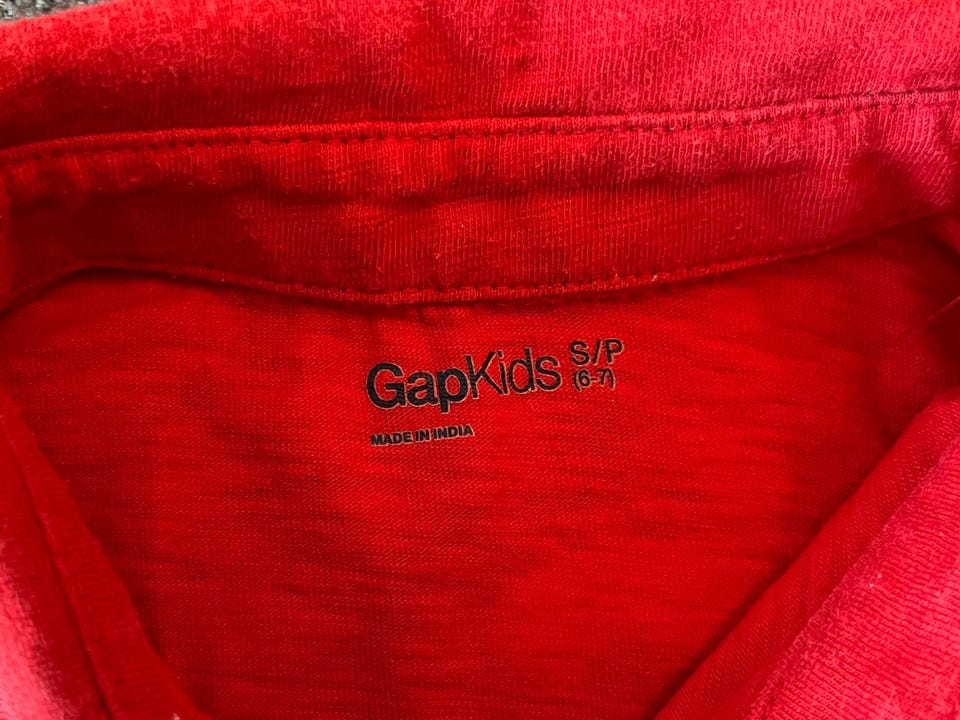 GapKids S/P
(6-7)
MADE IN INDIA